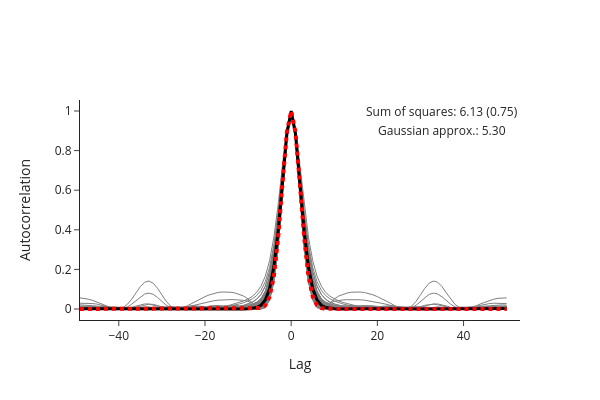 Sum of squares: 6.13 (0.75)
Gaussian approx.: 5.30
Autocorrelation
1
0.8
0.6
0.4
0.2
0
−40 −20 0 20 40
Lag